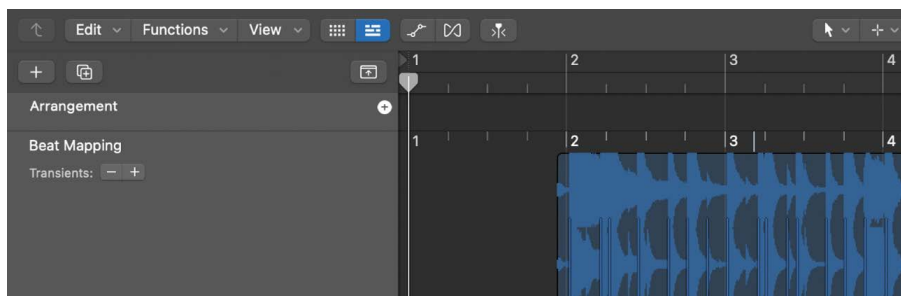 Edit Functions View
1 2 3 4
Arrangement
Beat Mapping
1 2 3 4
Transients: − +